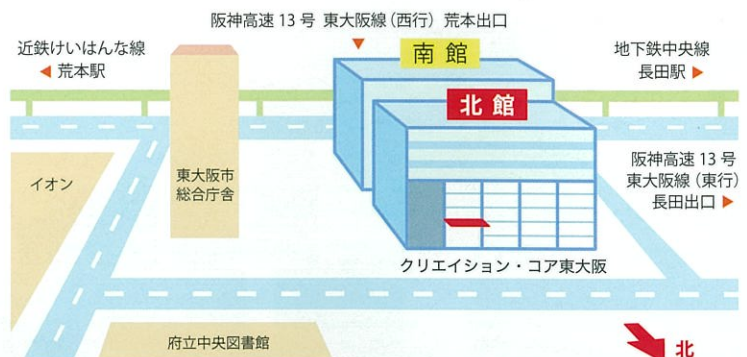 阪神高速13号 東大阪線(西行) 荒本出口
近鉄けいはんな線
荒本駅
南館
地下鉄中央線
長田駅
北館
イオン
東大阪市
総合庁舎
阪神高速13号
東大阪線(東行)
長田出口
クリエイション・コア東大阪
府立中央図書館
北